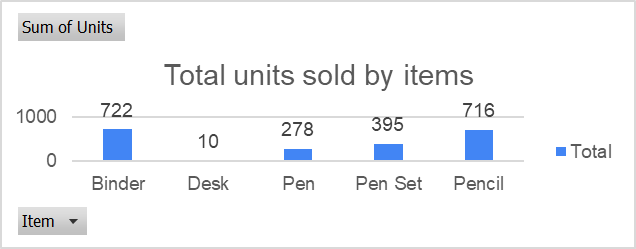 Sum of Units
Total units sold by items
1000
722
10
278
395
716
0
Binder
Desk
Pen
Pen Set
Pencil
Total
Item